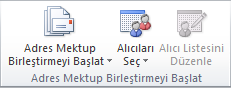 Adres Mektup
Birleştirmeyi Başlat
Alıcıları
Seç
Alıcı Listesini
Düzenle
Adres Mektup Birleştirmeyi Başlat